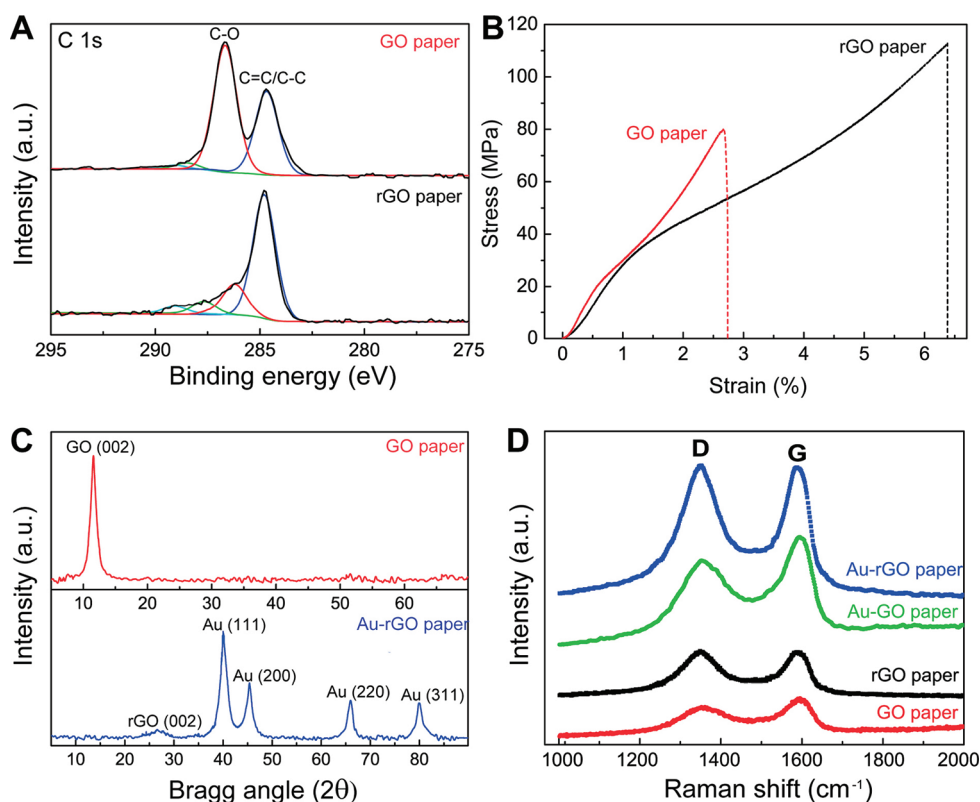 A
C 1s
C-O
GO paper
C=C/C-C
rGO paper
Intensity (a.u.)
295 290 285 280 275
Binding energy (eV)
B
rGO paper
GO paper
Stress (MPa)
120
100
80
60
40
20
0
0 1 2 3 4 5 6
Strain (%)
C
GO (002)
GO paper
10 20 30 40 50 60
Au (111)
Au-rGO paper
Au (200)
Au (220)
Au (311)
rGO (002)
Intensity (a.u.)
10 20 30 40 50 60 70 80
Bragg angle (2θ)
D
D
G
Au-rGO paper
Au-GO paper
rGO paper
GO paper
Intensity (a.u.)
1000 1200 1400 1600 1800 2000
Raman shift (cm⁻¹)